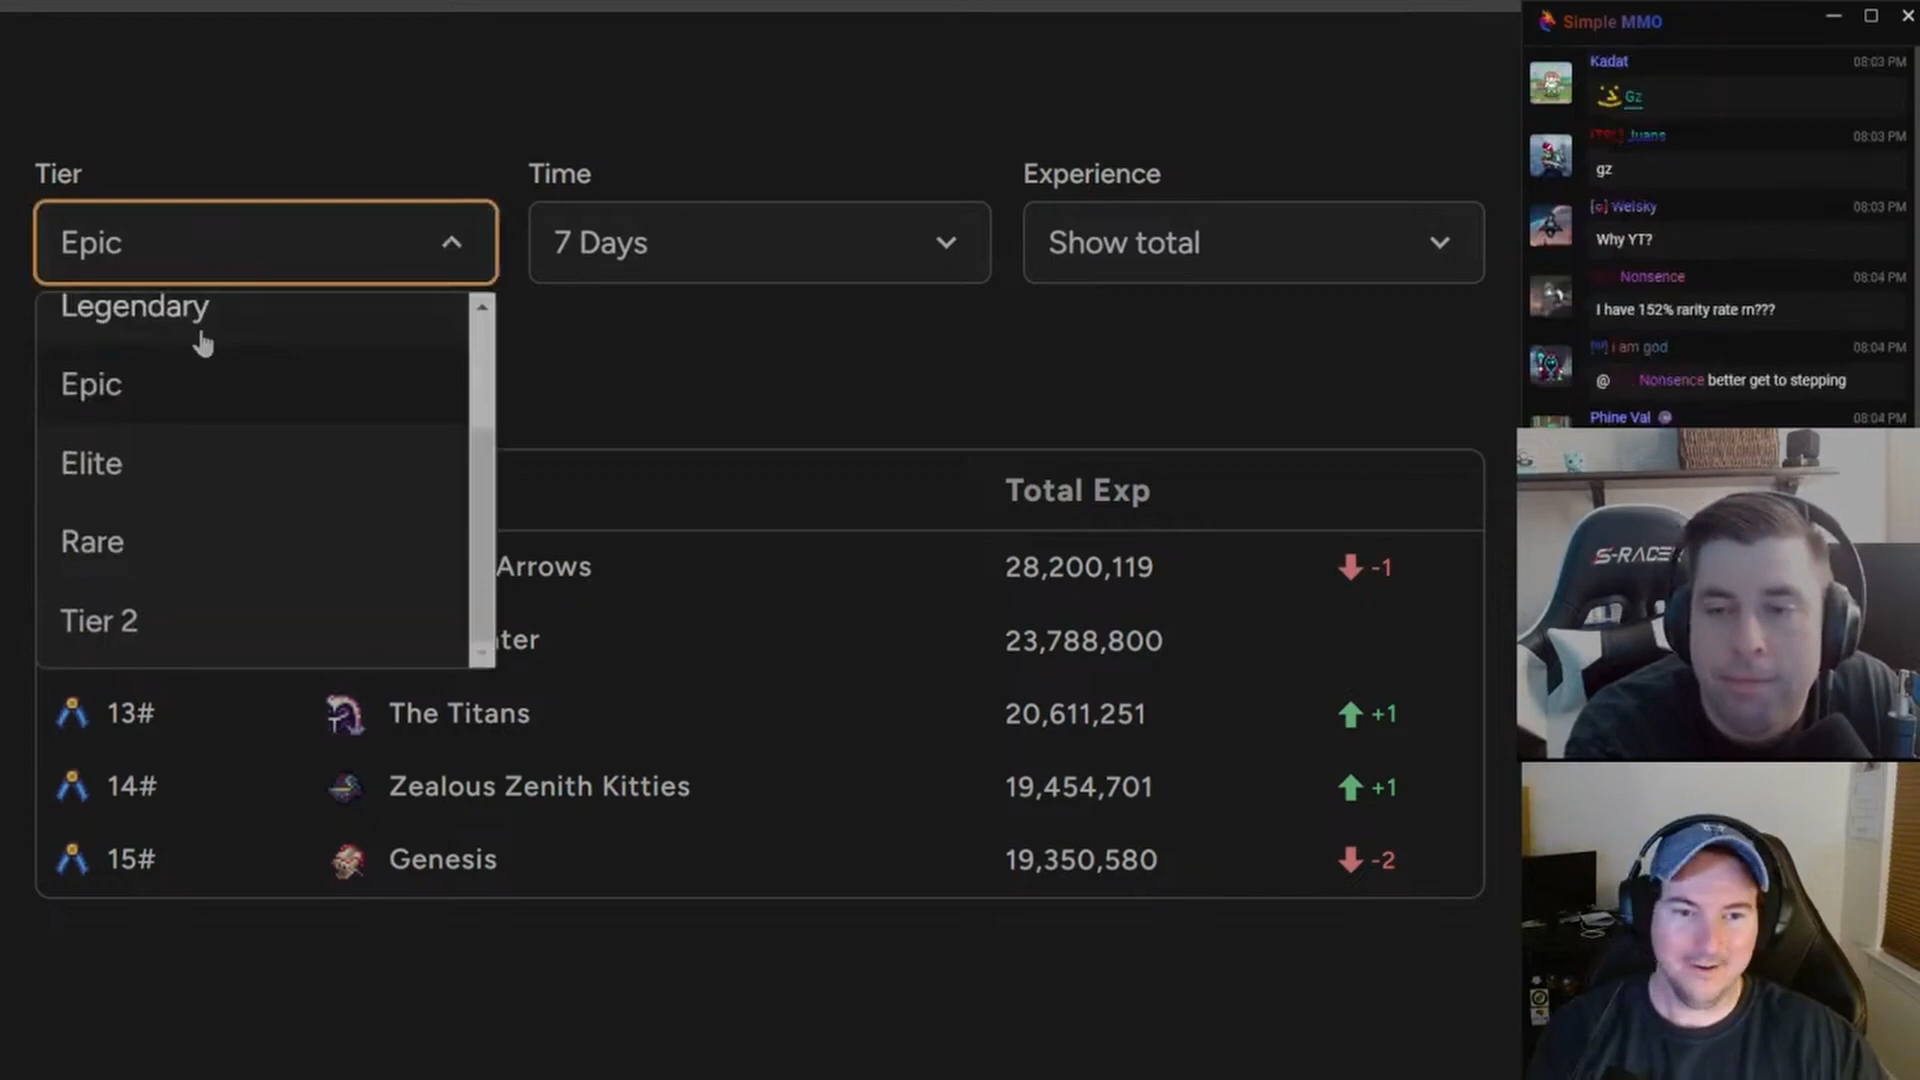 Tier
Time
Experience
Epic
7 Days
Show total
Legendary
Epic
Elite
Rare
Tier 2
Total Exp
Arrows
28,200,119
-1
23,788,800
13#
The Titans
20,611,251
+1
14#
Zealous Zenith Kitties
19,454,701
+1
15#
Genesis
19,350,580
-2
Simple MMO
Kadat
08:03 PM
Gz
Juans
08:03 PM
gz
Welsky
08:03 PM
Why YT?
Nonsence
08:04 PM
I have 152% rarity rate rn???
i am god
08:04 PM
@ Nonsence better get to stepping
Phine Val
08:04 PM
S-RACER